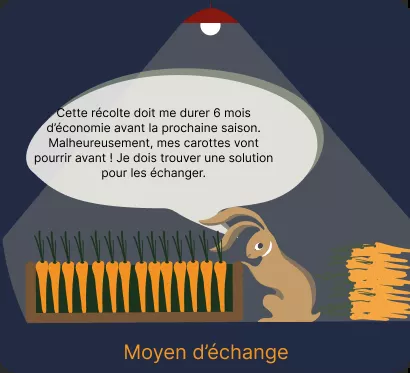 Cette récolte doit me durer 6 mois
d’économie avant la prochaine saison.
Malheureusement, mes carottes vont
pourrir avant ! Je dois trouver une solution
pour les échanger.
Moyen d’échange